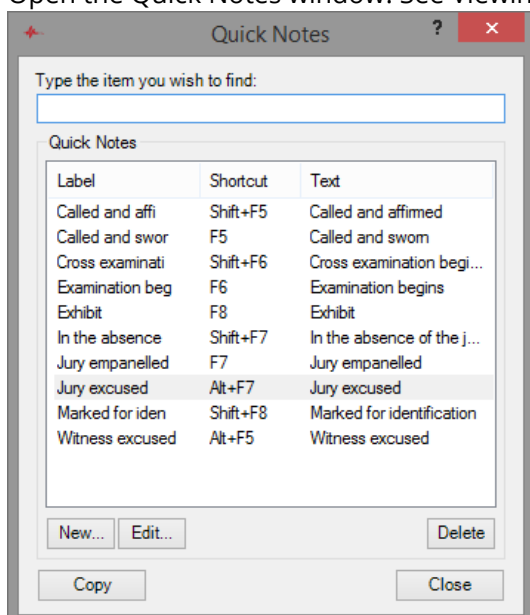 Open the Quick Notes window. See Viewin
Quick Notes ?
Type the item you wish to find:
Quick Notes
Label Shortcut Text
Called and affi Shift+F5 Called and affirmed
Called and swor F5 Called and sworn
Cross examinati Shift+F6 Cross examination begi...
Examination beg F6 Examination begins
Exhibit F8 Exhibit
In the absence Shift+F7 In the absence of the j...
Jury empanelled F7 Jury empanelled
Jury excused Alt+F7 Jury excused
Marked for iden Shift+F8 Marked for identification
Witness excused Alt+F5 Witness excused
New... Edit... Delete
Copy Close